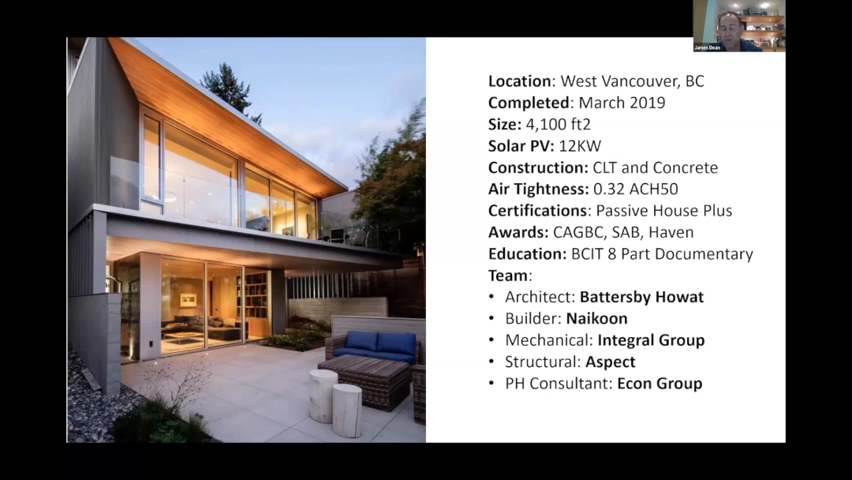 James Dean
Location: West Vancouver, BC
Completed: March 2019
Size: 4,100 ft2
Solar PV: 12KW
Construction: CLT and Concrete
Air Tightness: 0.32 ACH50
Certifications: Passive House Plus
Awards: CAGBC, SAB, Haven
Education: BCIT 8 Part Documentary
Team:
• Architect: Battersby Howat
• Builder: Naikoon
• Mechanical: Integral Group
• Structural: Aspect
• PH Consultant: Econ Group